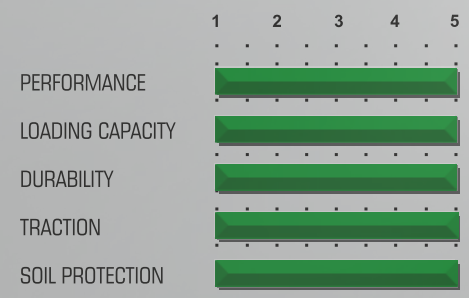 1 2 3 4 5
PERFORMANCE
LOADING CAPACITY
DURABILITY
TRACTION
SOIL PROTECTION